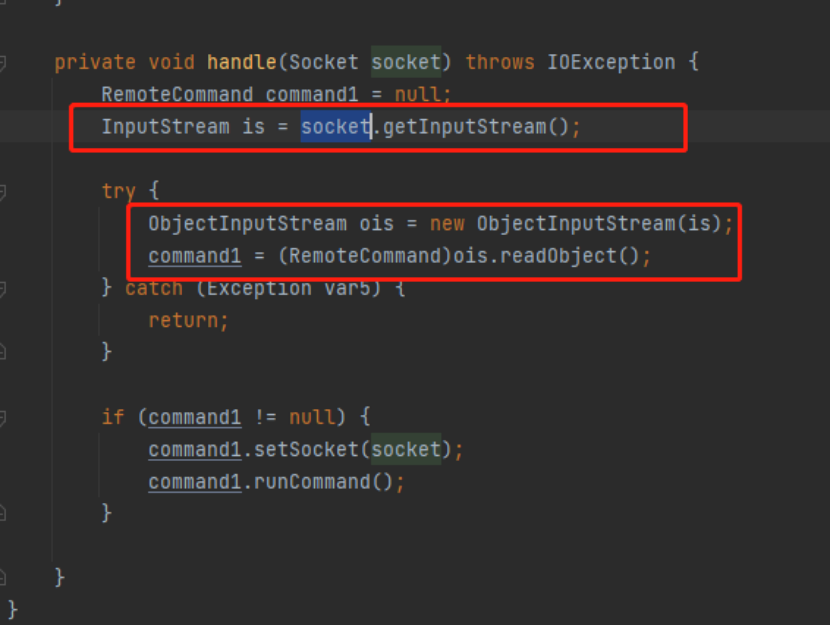 }
private void handle(Socket socket) throws IOException {
RemoteCommand command1 = null;
InputStream is = socket.getInputStream();
try {
ObjectInputStream ois = new ObjectInputStream(is);
command1 = (RemoteCommand)ois.readObject();
} catch (Exception var5) {
return;
}
if (command1 != null) {
command1.setSocket(socket);
command1.runCommand();
}
}
}